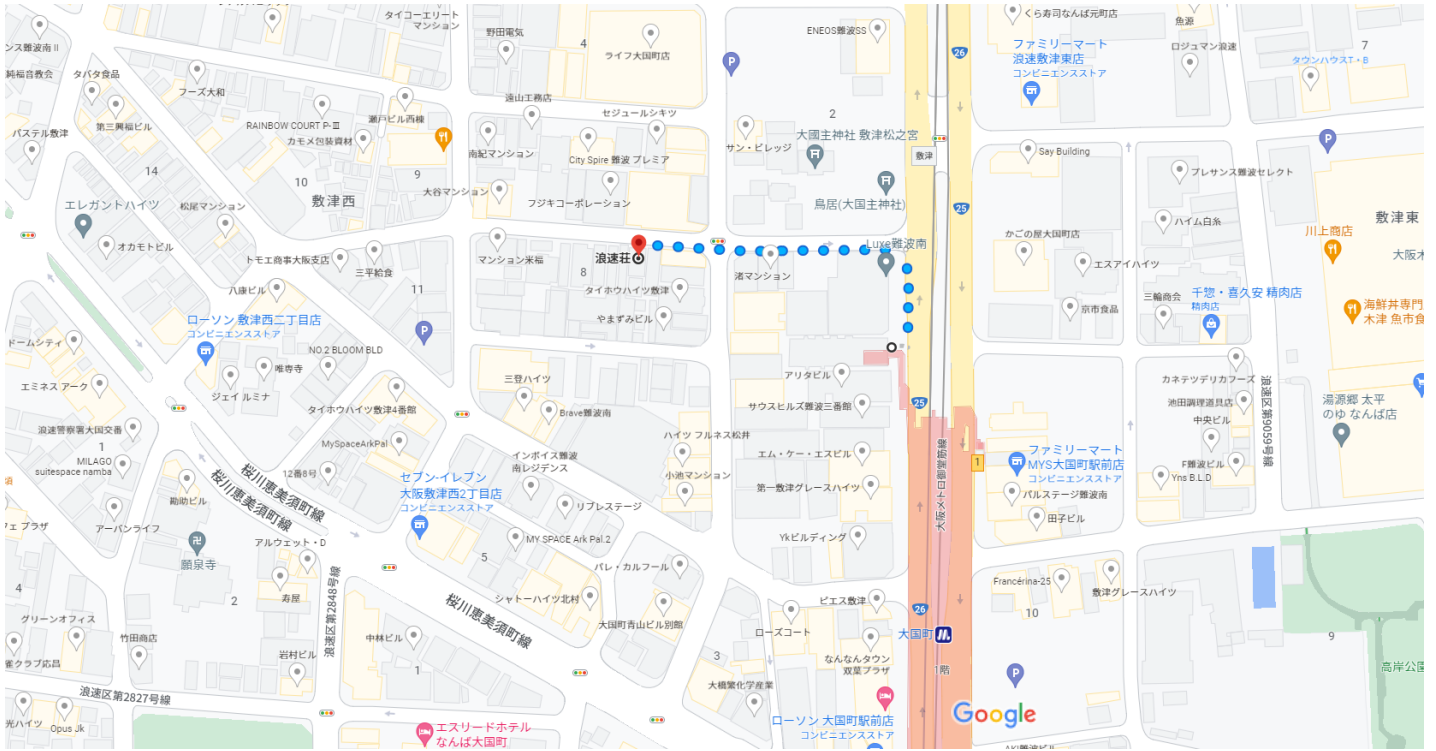 タイコーエリート
マンション
野田電気
4
ライフ大国町店
ENEOS難波SS
26
くら寿司なんば元町店
魚源
ファミリーマート
浪速敷津東店
コンビニエンスストア
ロジュマン浪速
7
タウンハウスT・B
ンス難波南 II
純福音教会
タバタ食品
フーズ大和
P
遠山工務店
セジュールシキツ
2
第三興福ビル
RAINBOW COURT P-Ⅲ
カモメ包装資材
瀬戸ビル西棟
パステル敷津
南紀マンション
City Spire 難波 プレミア
サン・ビレッジ
大國主神社 敷津松之宮
敷津
Say Building
P
プレサンス難波セレクト
14
10
9
敷津西
大谷マンション
フジキコーポレーション
鳥居(大国主神社)
25
エレガントハイツ
松尾マンション
ハイム白糸
敷津東
川上商店
オカモトビル
トモエ商事大阪支店
三平給食
マンション米福
浪速荘
8
タイホウハイツ敷津
Luxe難波南
渚マンション
かごの屋大国町店
エスアイハイツ
大阪木
八康ビル
11
やまずみビル
京市食品
三輪商会
千惣・喜久安 精肉店
精肉店
海鮮丼専門
木津 魚市食
ローソン 敷津西二丁目店
コンビニエンスストア
P
ドームシティ
NO.2 BLOOM BLD
唯専寺
エミネス アーク
ジェイ ルミナ
タイホウハイツ敷津4番館
三登ハイツ
Brave難波南
アリタビル
サウスヒルズ難波三番館
25
カネテツデリカフーズ
池田調理道具店
中央ビル
浪速区第9059号線
湯源郷 太平
のゆ なんば店
浪速警察署大国交番
1
MILAGO
suitespace namba
MySpaceArkPal
12番8号
インボイス難波
南レジデンス
ハイツ フルネス松井
小池マンション
エム・ケー・エスビル
第一敷津グレースハイツ
大阪メトロ御堂筋線
1
ファミリーマート
MYS大国町駅前店
コンビニエンスストア
F難波ビル
Yns B.L.D
桜川恵美須町線
桜川恵美須町線
勘助ビル
セブン-イレブン
大阪敷津西2丁目店
コンビニエンスストア
リブレステージ
パルステージ難波南
田子ビル
フェ プラザ
アーバンライフ
アルウェット・D
願泉寺
MY SPACE Ark Pal.2
5
Ykビルディング
4
2
寿屋
浪速区第2848号線
桜川恵美須町線
シャトーハイツ北村
パレ・カルフール
ピエス敷津
Francérina-25
敷津グレースハイツ
グリーンオフィス
竹田商店
中林ビル
大国町青山ビル別館
ローズコート
26
大国町
10
9
雀クラブ応昌
岩村ビル
1
3
なんなんタウン
双葉プラザ
1階
P
高岸公園
浪速区第2827号線
大橋繁化学産業
光ハイツ
Opus Jk
エスリードホテル
なんば大国町
ローソン 大国町駅前店
コンビニエンスストア
Google